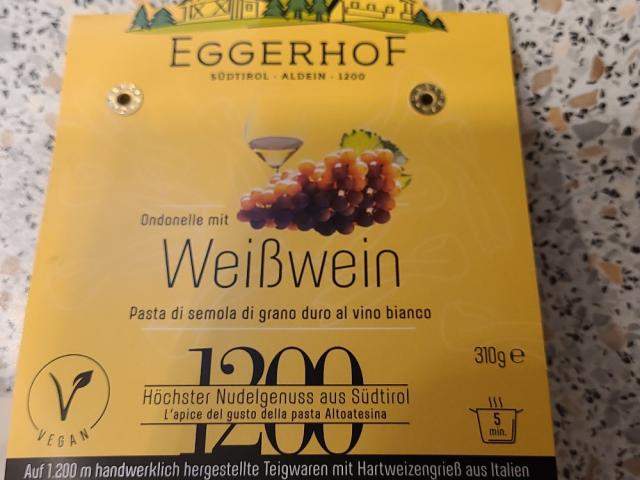 EGGERHOF
SÜDTIROL · ALDEIN · 1200
Ondonelle mit
Weißwein
Pasta di semola di grano duro al vino bianco
310g e
1200
Höchster Nudelgenuss aus Südtirol
L'apice del gusto della pasta Altoatesina
1200
VEGAN
5
min.
Auf 1.200 m handwerklich hergestellte Teigwaren mit Hartweizengrieß aus Italien